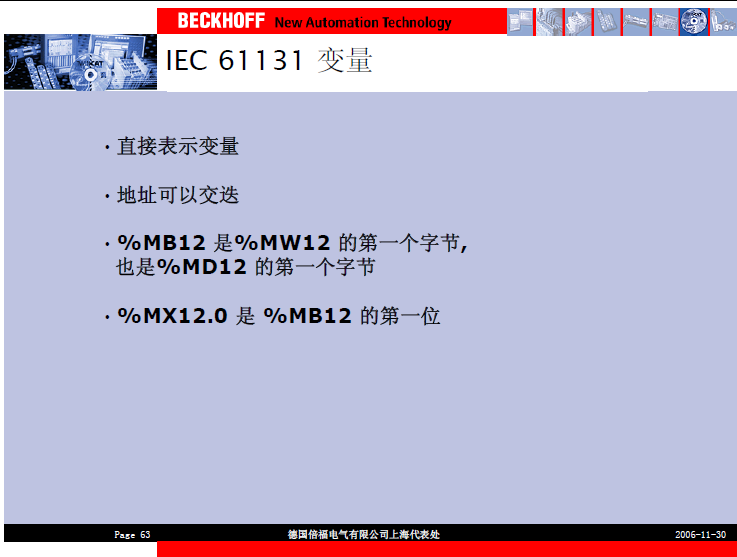 BECKHOFF New Automation Technology
IEC 61131 变量
· 直接表示变量
· 地址可以交迭
· %MB12 是%MW12 的第一个字节,
也是%MD12 的第一个字节
· %MX12.0 是 %MB12 的第一位
Page 63 德国倍福电气有限公司上海代表处 2006-11-30